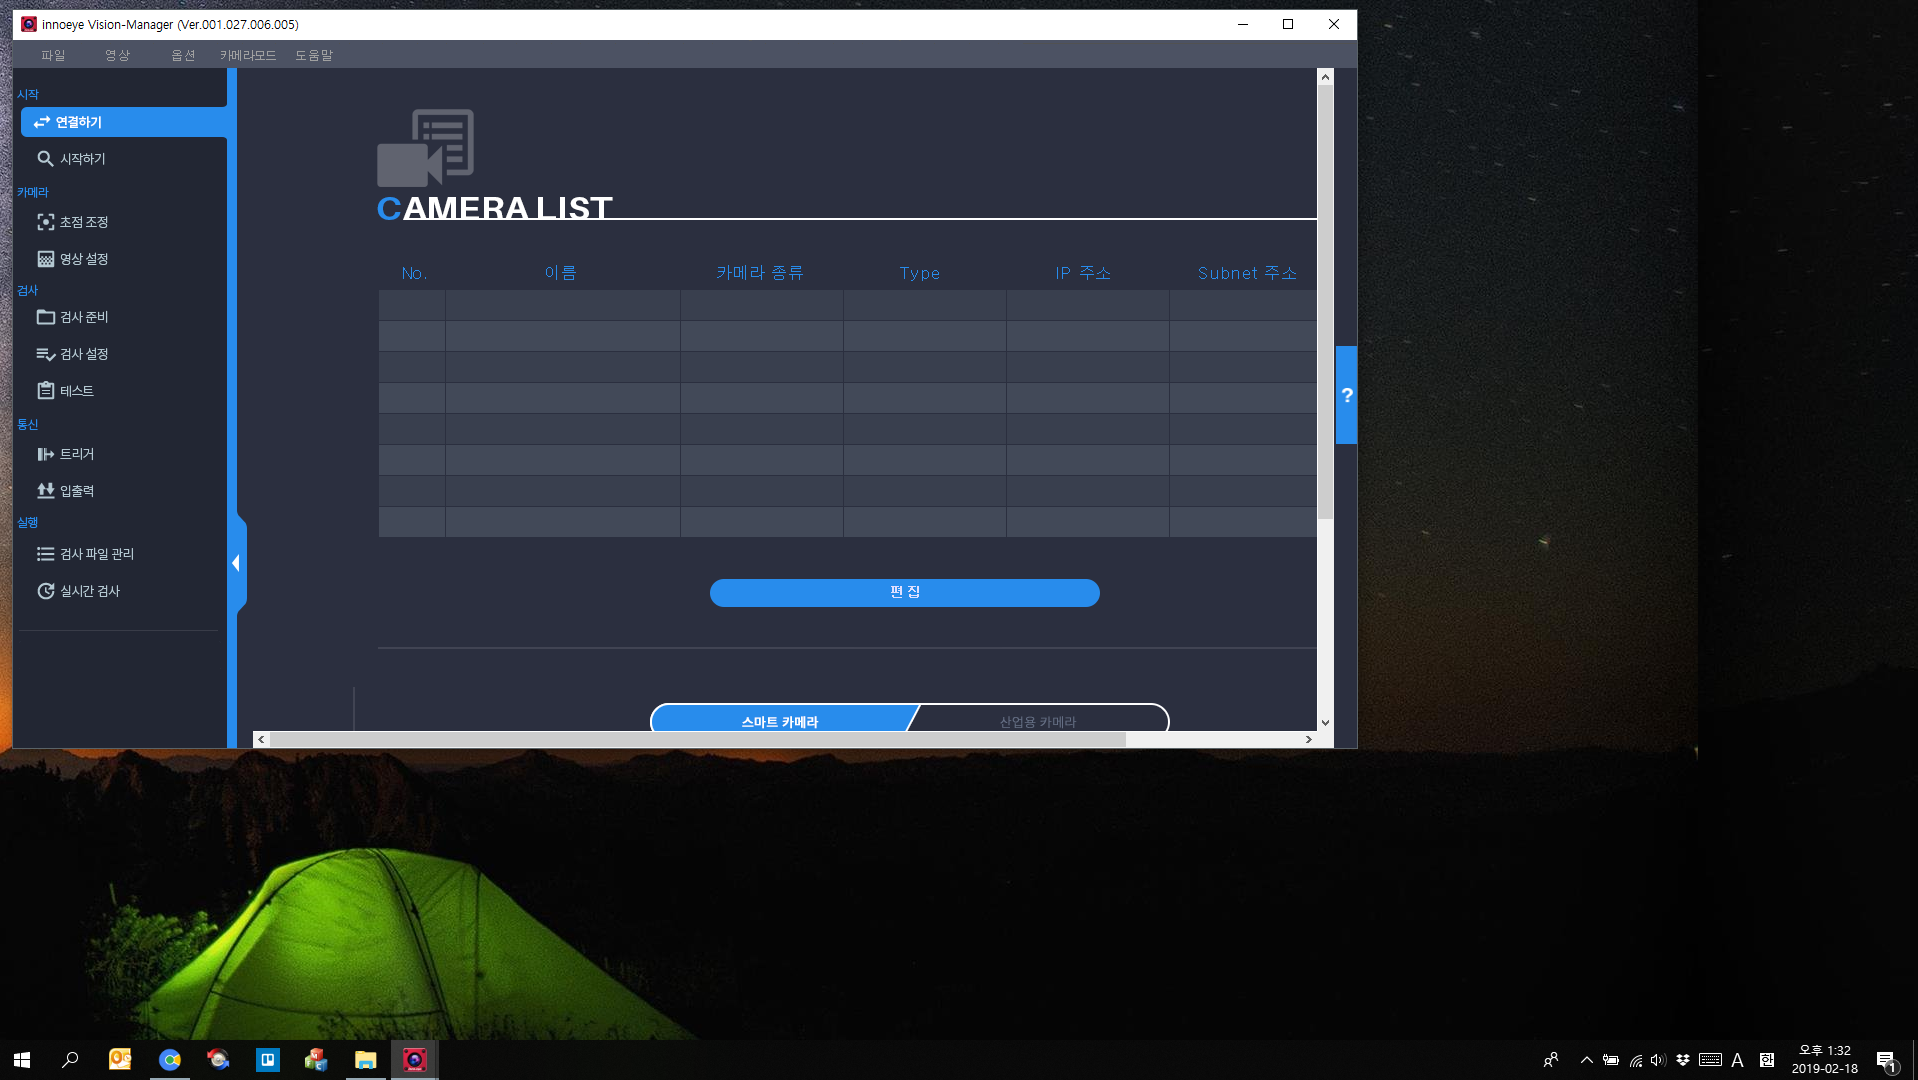 innoeye Vision-Manager (Ver.001.027.006.005)
파일 영상 옵션 카메라모드 도움말
시작
연결하기
시작하기
카메라
초점 조정
영상 설정
검사
검사 준비
검사 설정
테스트
통신
트리거
입출력
실행
검사 파일 관리
실시간 검사
CAMERA LIST
No. 이름 카메라 종류 Type IP 주소 Subnet 주소
편 집
스마트 카메라 산업용 카메라
?
A 한
오후 1:32
2019-02-18
1